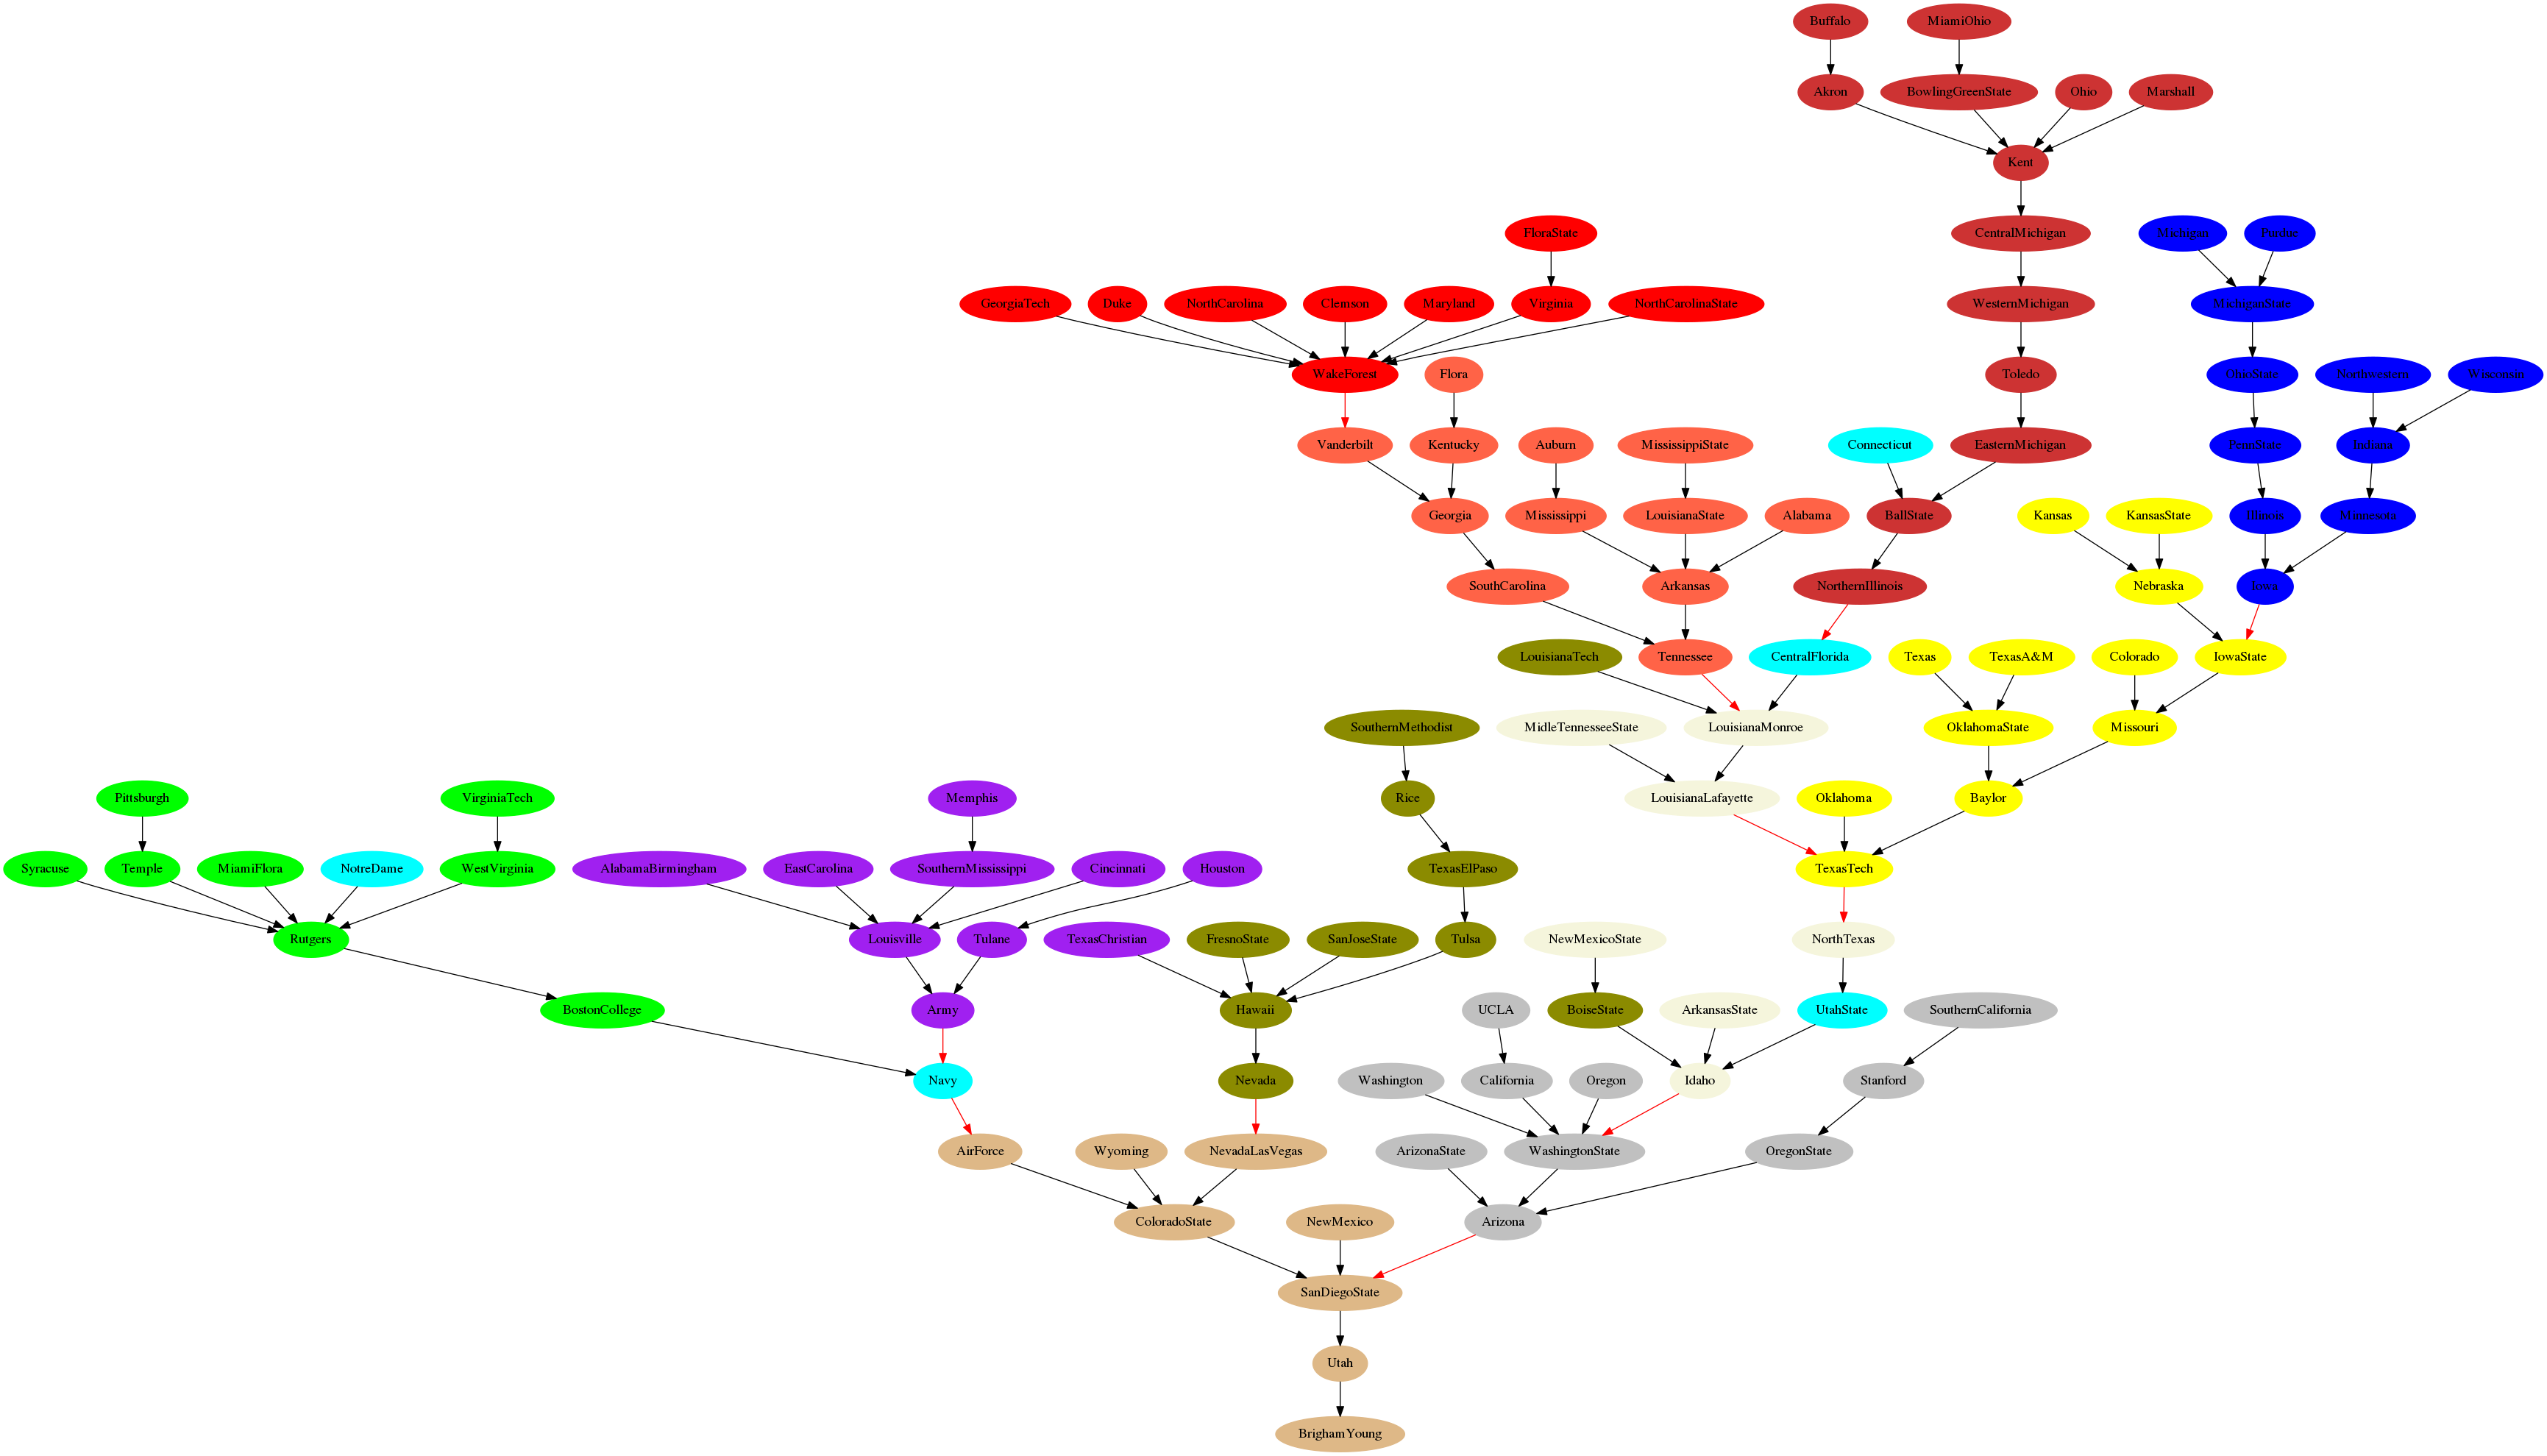 Buffalo
MiamiOhio
Akron
BowlingGreenState
Ohio
Marshall
Kent
FloraState
CentralMichigan
Michigan
Purdue
GeorgiaTech
Duke
NorthCarolina
Clemson
Maryland
Virginia
NorthCarolinaState
WesternMichigan
MichiganState
WakeForest
Flora
Toledo
OhioState
Northwestern
Wisconsin
Vanderbilt
Kentucky
Auburn
MississippiState
Connecticut
EasternMichigan
PennState
Indiana
Georgia
Mississippi
LouisianaState
Alabama
BallState
Kansas
KansasState
Illinois
Minnesota
SouthCarolina
Arkansas
NorthernIllinois
Nebraska
Iowa
LouisianaTech
Tennessee
CentralFlorida
Texas
TexasA&M
Colorado
IowaState
SouthernMethodist
MidleTennesseeState
LouisianaMonroe
OklahomaState
Missouri
Pittsburgh
VirginiaTech
Memphis
Rice
LouisianaLafayette
Oklahoma
Baylor
Syracuse
Temple
MiamiFlora
NotreDame
WestVirginia
AlabamaBirmingham
EastCarolina
SouthernMississippi
Cincinnati
Houston
TexasElPaso
TexasTech
Rutgers
Louisville
Tulane
TexasChristian
FresnoState
SanJoseState
Tulsa
NewMexicoState
NorthTexas
BostonCollege
Army
Hawaii
UCLA
BoiseState
ArkansasState
UtahState
SouthernCalifornia
Navy
Nevada
Washington
California
Oregon
Idaho
Stanford
AirForce
Wyoming
NevadaLasVegas
ArizonaState
WashingtonState
OregonState
ColoradoState
NewMexico
Arizona
SanDiegoState
Utah
BrighamYoung